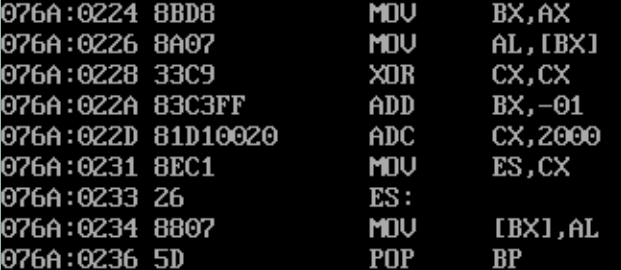 076A:0224 8BD8 MOV BX,AX
076A:0226 8A07 MOV AL,[BX]
076A:0228 33C9 XOR CX,CX
076A:022A 83C3FF ADD BX,-01
076A:022D 81D10020 ADC CX,2000
076A:0231 8EC1 MOV ES,CX
076A:0233 26 ES:
076A:0234 8807 MOV [BX],AL
076A:0236 5D POP BP